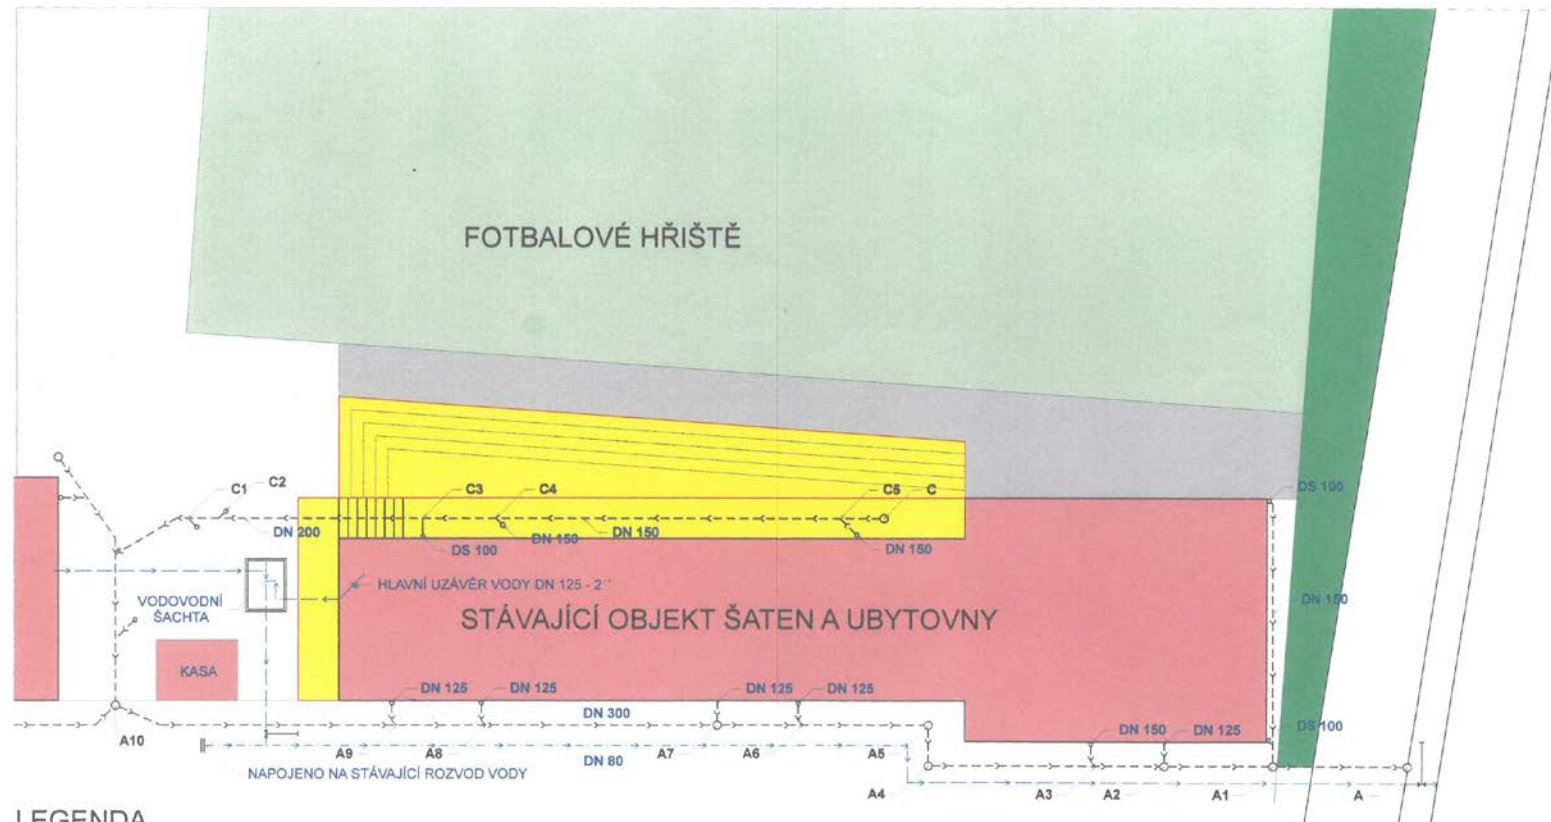 FOTBALOVÉ HŘIŠTĚ
C1
C2
C3
C4
C5
C
DS 100
DN 200
DS 100
DN 150
DN 150
DN 150
HLAVNÍ UZÁVĚR VODY DN 125 - 2´´
VODOVODNÍ
ŠACHTA
STÁVAJÍCÍ OBJEKT ŠATEN A UBYTOVNY
DN 150
KASA
DN 125
DN 125
DN 125
DN 125
DN 300
DN 150
DN 125
DS 100
A10
A9
A8
DN 80
A7
A6
A5
NAPOJENO NA STÁVAJÍCÍ ROZVOD VODY
A4
A3
A2
A1
A
LEGENDA